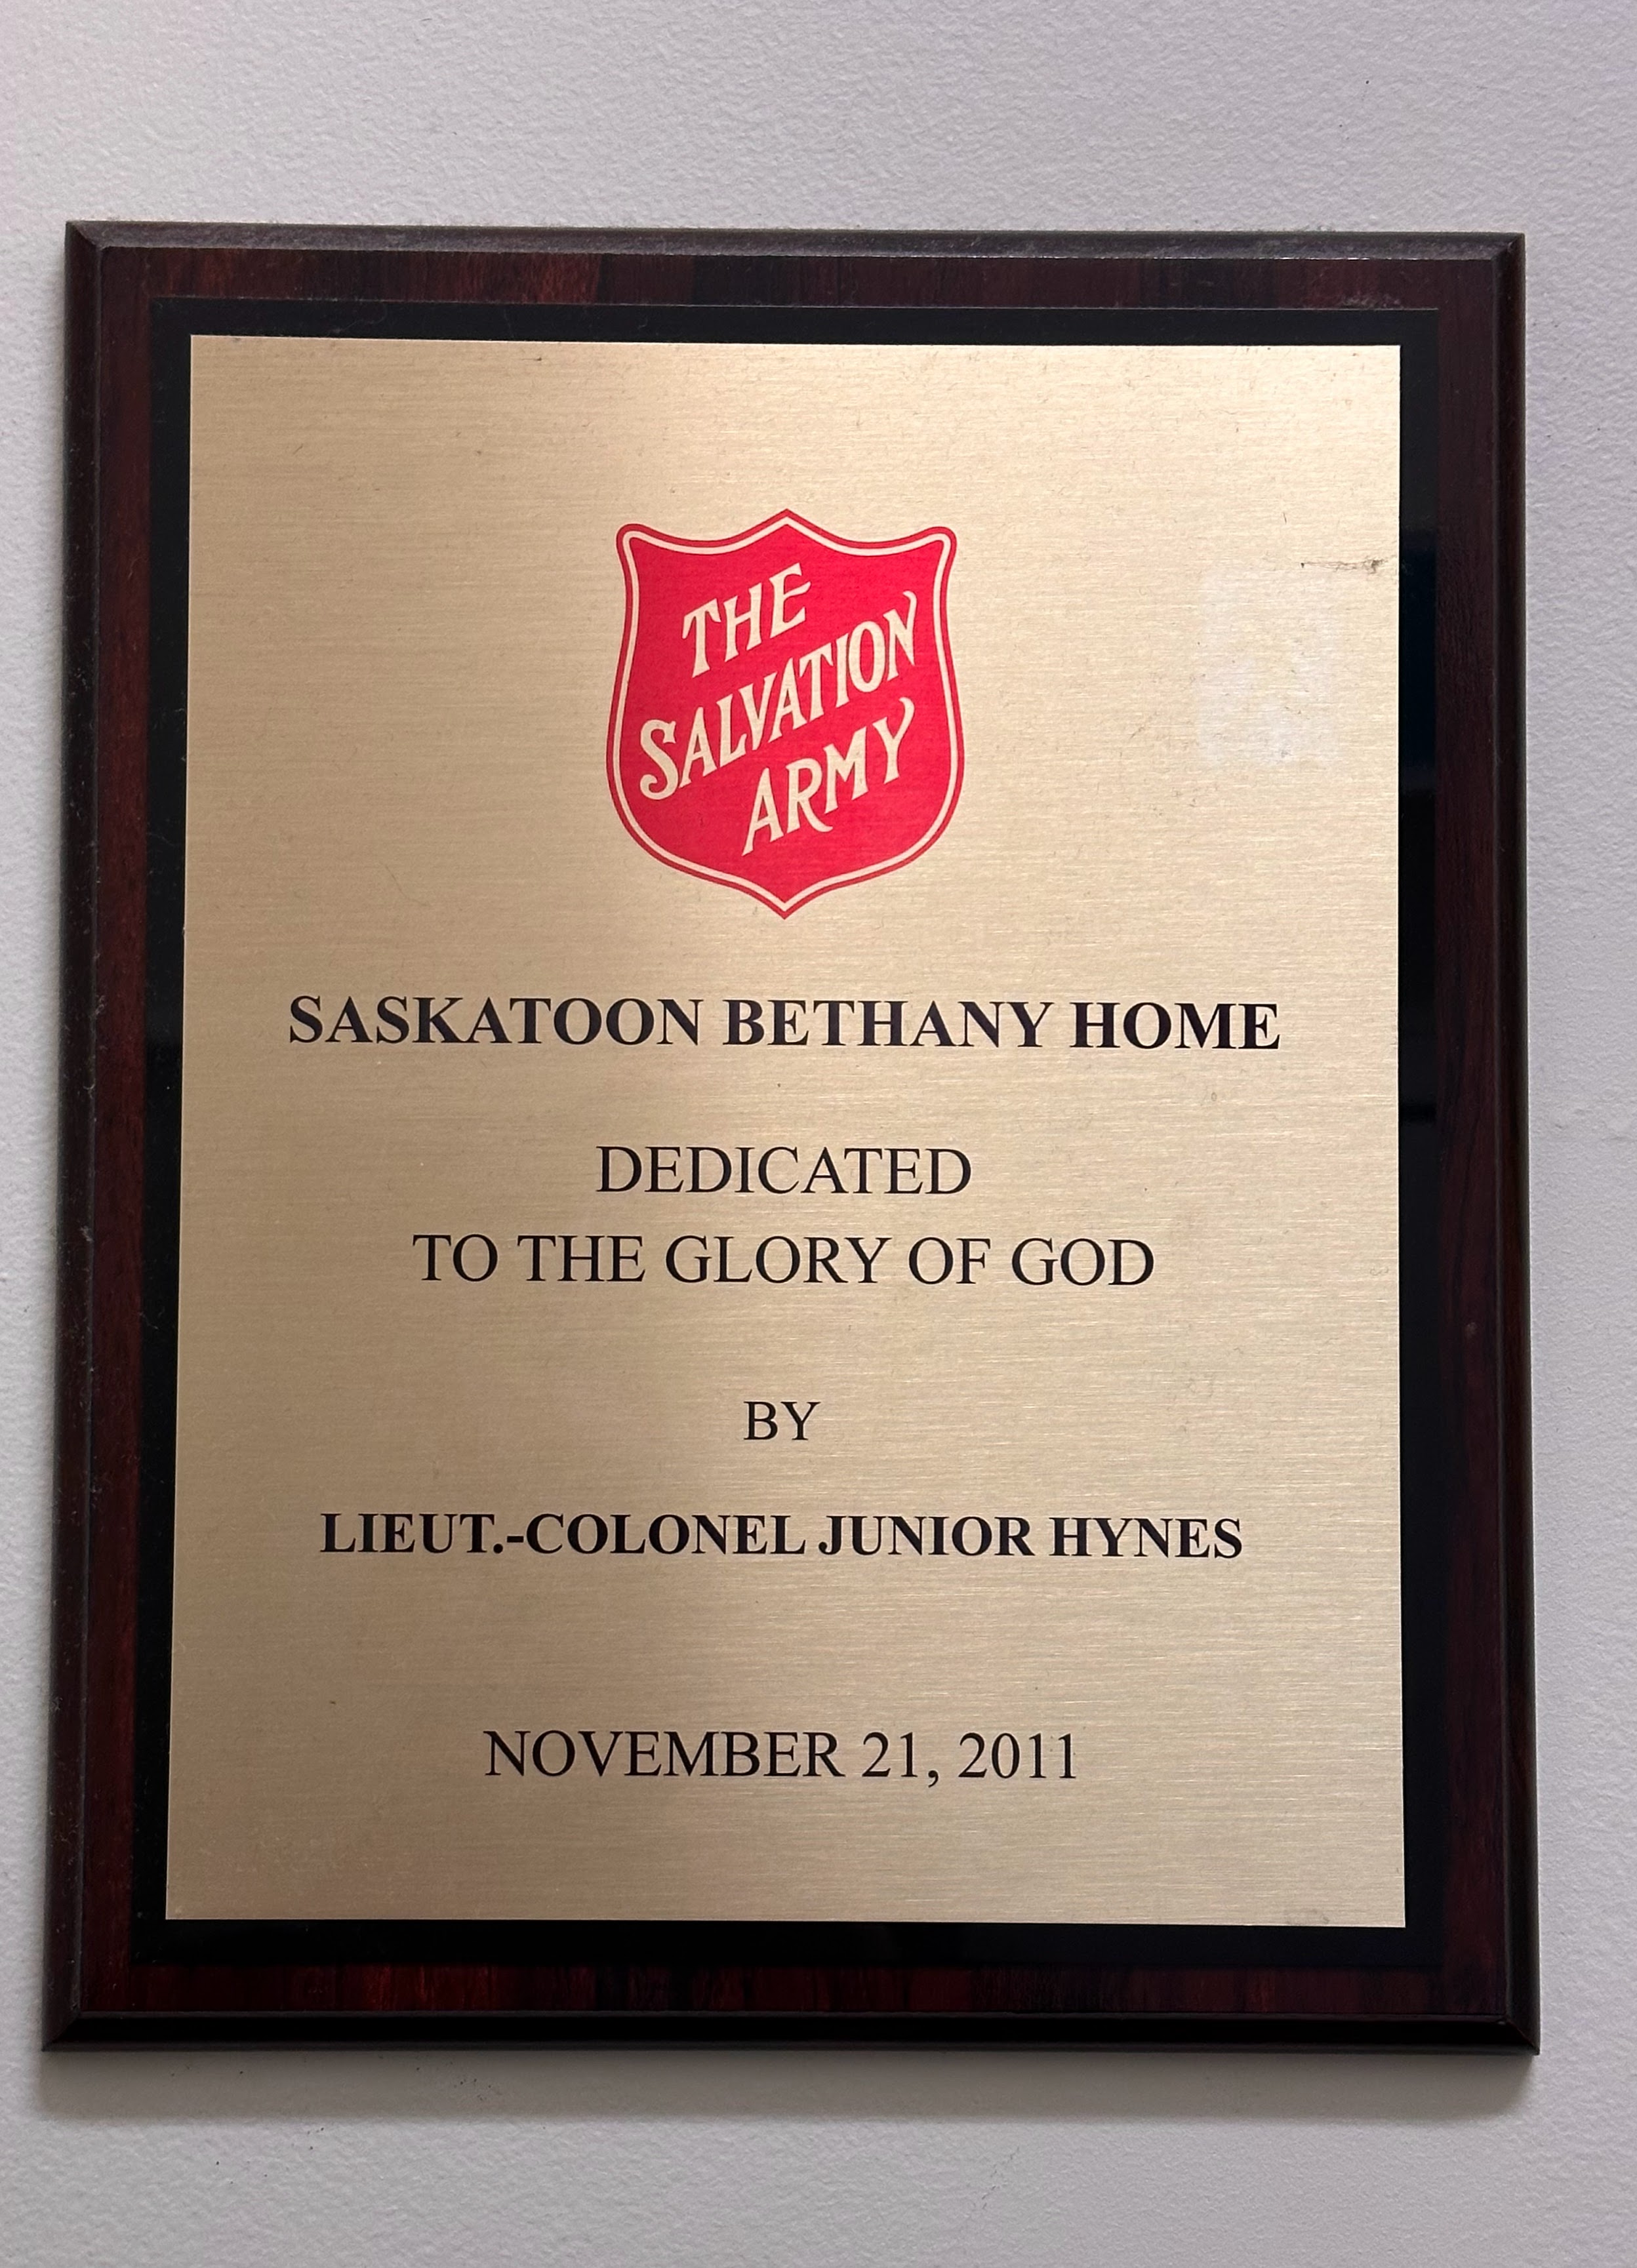 THE
SALVATION
ARMY
SASKATOON BETHANY HOME
DEDICATED
TO THE GLORY OF GOD
BY
LIEUT.-COLONEL JUNIOR HYNES
NOVEMBER 21, 2011